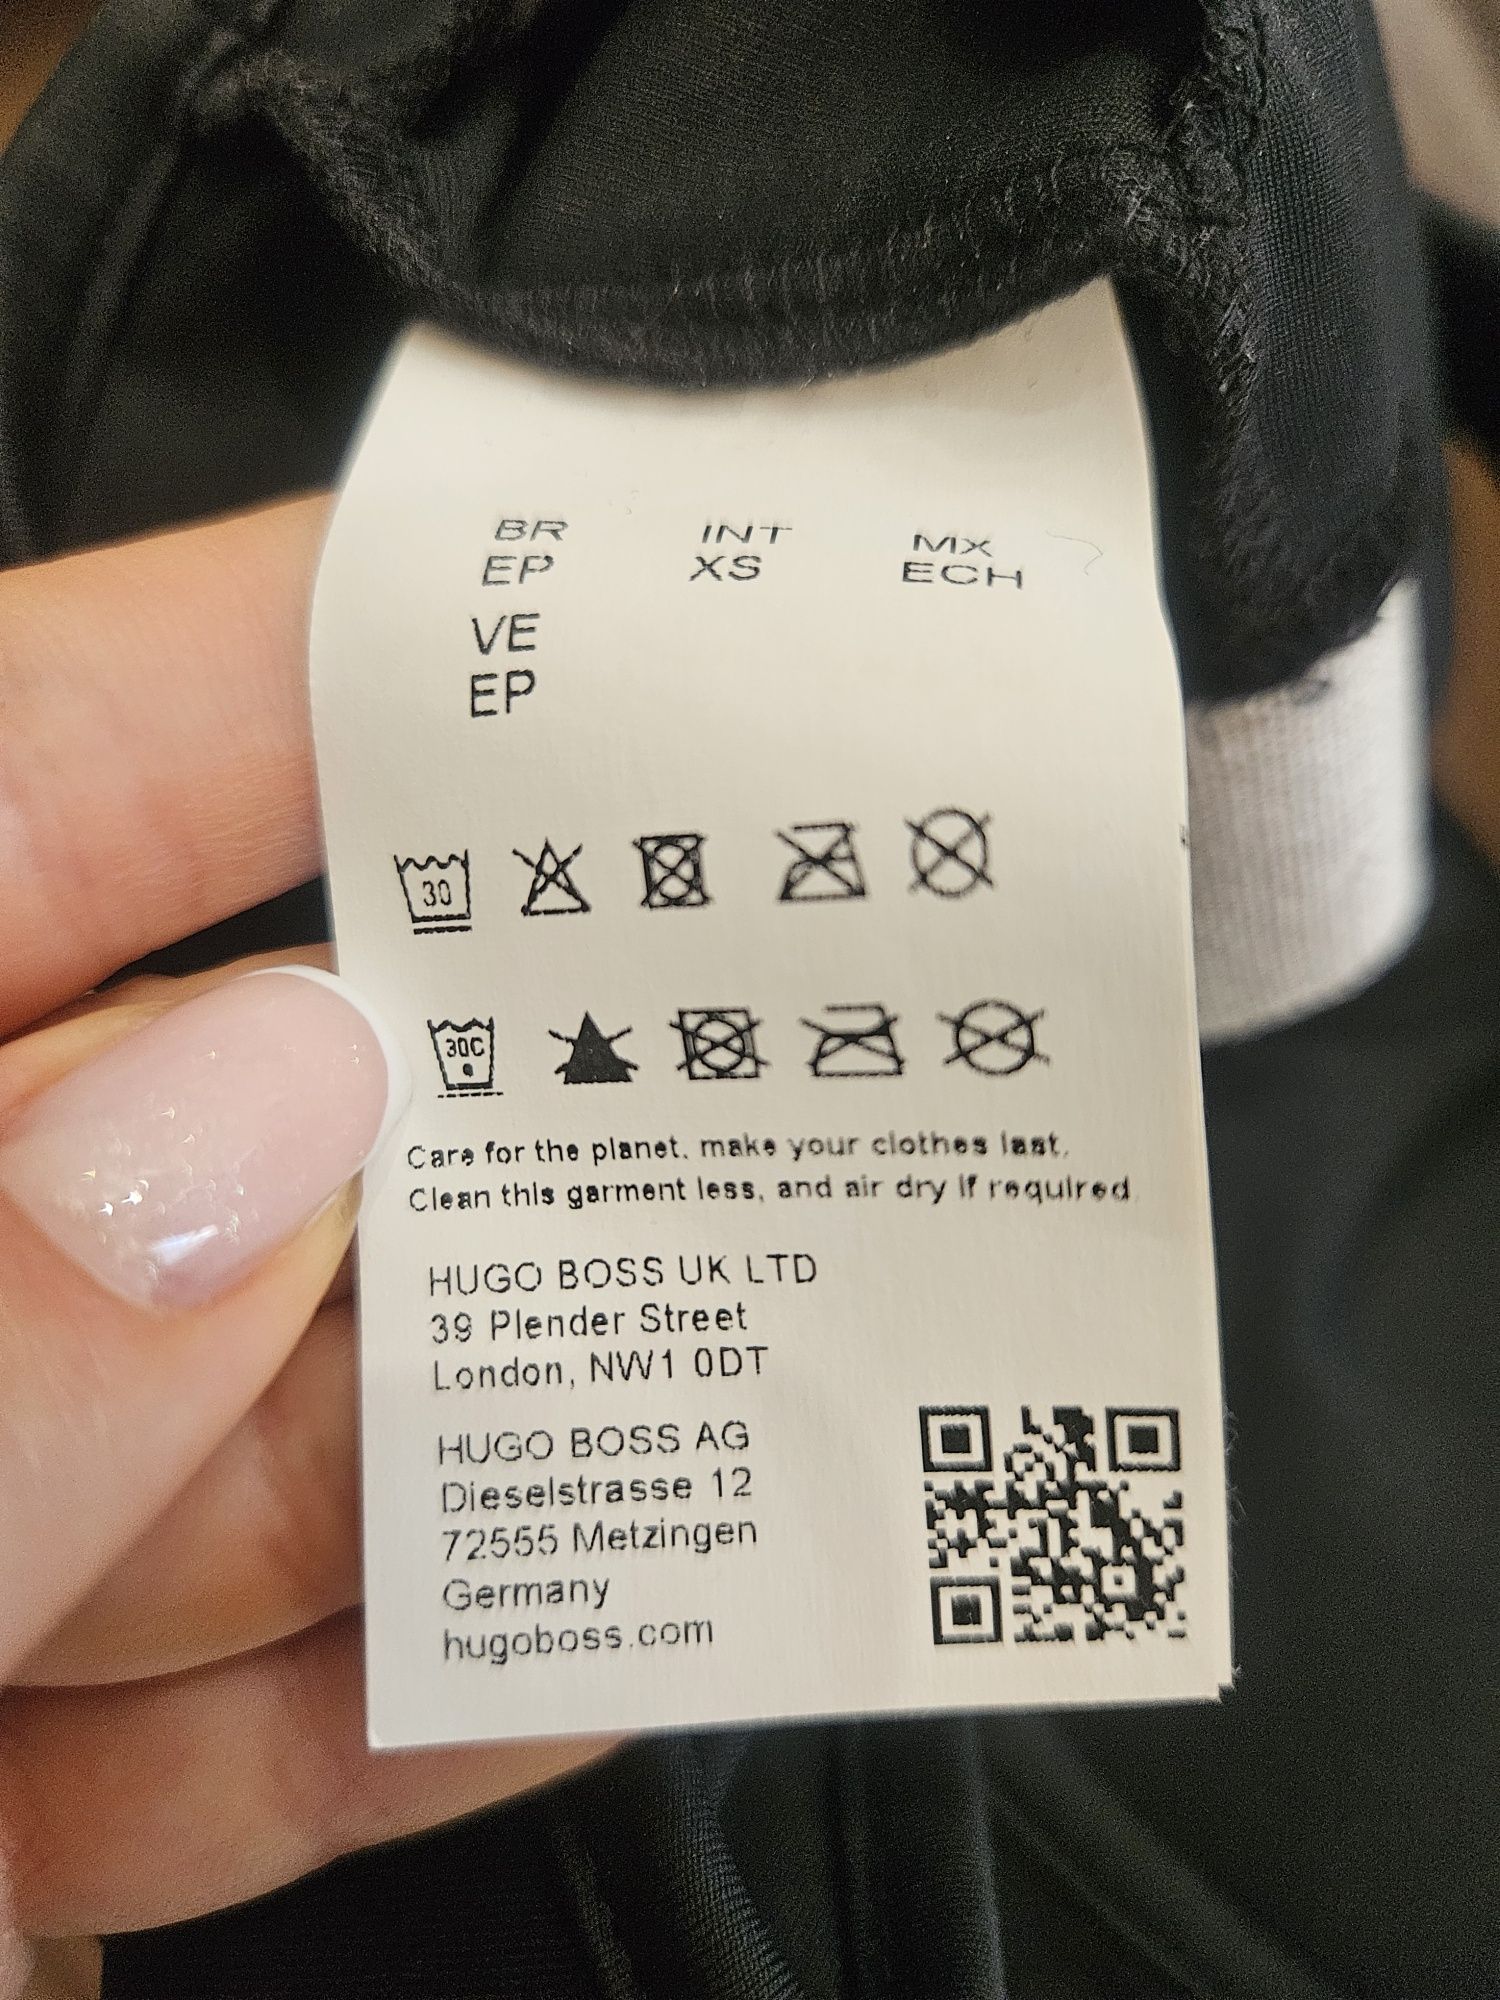 BR INT MX
EP XS ECH
VE
EP
30
30C
Care for the planet, make your clothes last.
Clean this garment less, and air dry if required.
HUGO BOSS UK LTD
39 Plender Street
London, NW1 0DT
HUGO BOSS AG
Dieselstrasse 12
72555 Metzingen
Germany
hugoboss.com